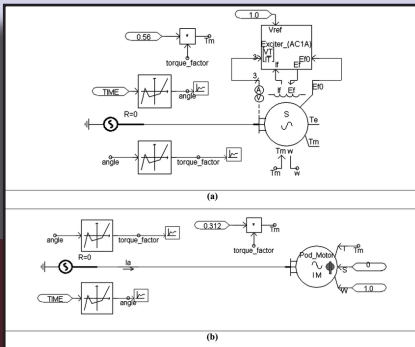 1.0
Vref
0.56
*
Tm
torque_factor
Exciter_(AC1A)
VT
IT
3
If
Ef
Ef0
3
A
V
If
Ef
Ef0
TIME
angle
S
Te
R=0
S
Tm
Tm w
angle
torque_factor
Tm
w
(a)
0.312
*
Tm
angle
torque_factor
torque_factor
R=0
Ia
S
Pod_Motor
I M
T
Tm
S
0
W
1.0
TIME
angle
(b)